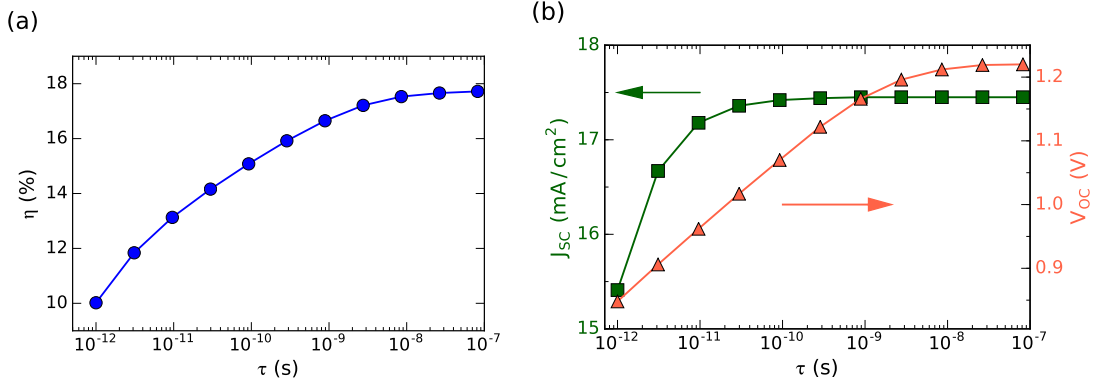 (a)
18
16
14
12
10
η (%)
10^-12 10^-11 10^-10 10^-9 10^-8 10^-7
τ (s)
(b)
18
17
16
15
J_SC (mA/cm^2)
1.2
1.1
1.0
0.9
V_OC (V)
10^-12 10^-11 10^-10 10^-9 10^-8 10^-7
τ (s)